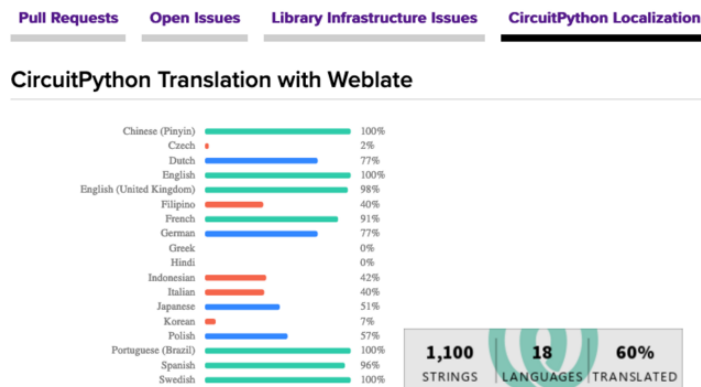 Pull Requests Open Issues Library Infrastructure Issues CircuitPython Localization
CircuitPython Translation with Weblate
Chinese (Pinyin) 100%
Czech 2%
Dutch 77%
English 100%
English (United Kingdom) 98%
Filipino 40%
French 91%
German 77%
Greek 0%
Hindi 0%
Indonesian 42%
Italian 40%
Japanese 51%
Korean 7%
Polish 57%
Portuguese (Brazil) 100%
Spanish 96%
Swedish 100%
1,100 18 60%
STRINGS LANGUAGES TRANSLATED